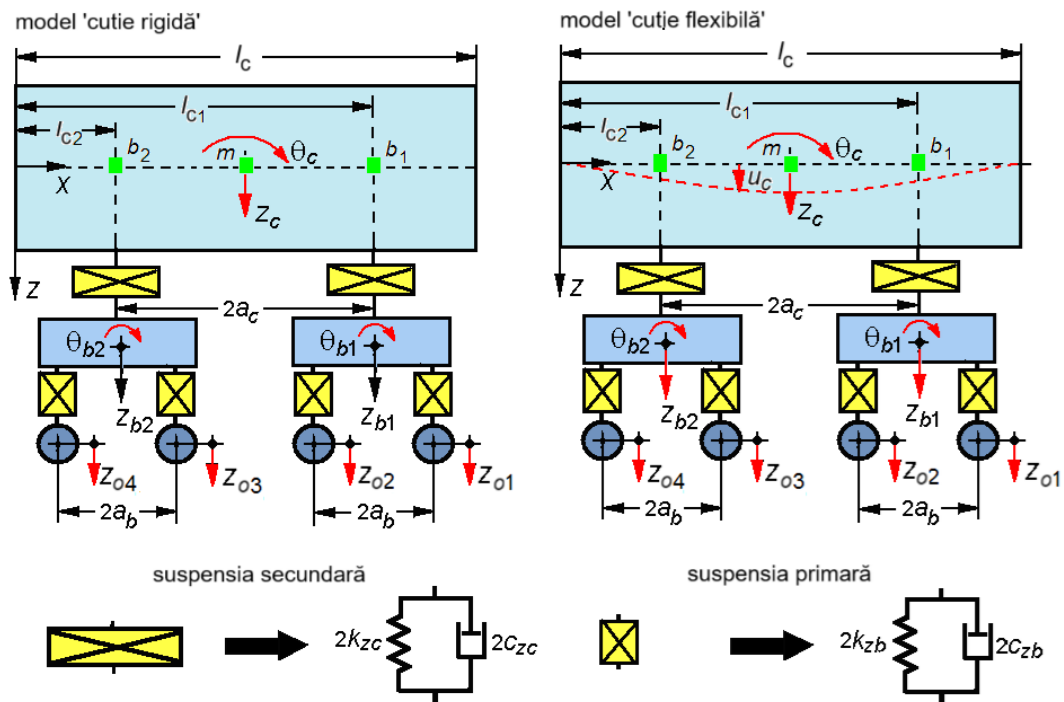 model 'cutie rigidă'
l_c
l_c1
l_c2
b_2
m
θ_c
b_1
X
Z_c
Z
2a_c
θ_b2
θ_b1
Z_b2
Z_b1
Z_o4
Z_o3
Z_o2
Z_o1
2a_b
2a_b
model 'cutje flexibilă'
l_c
l_c1
l_c2
b_2
m
θ_c
b_1
X
u_c
Z_c
Z
2a_c
θ_b2
θ_b1
Z_b2
Z_b1
Z_o4
Z_o3
Z_o2
Z_o1
2a_b
2a_b
suspensia secundară
2k_zc
2c_zc
suspensia primară
2k_zb
2c_zb